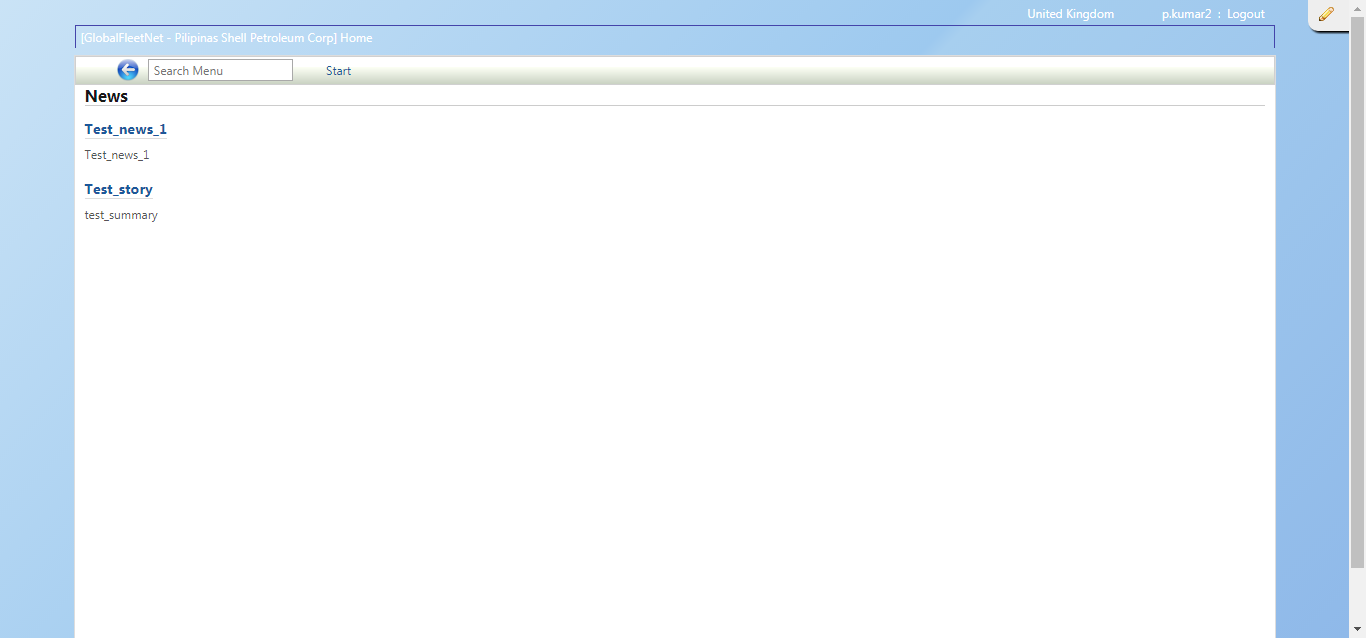 United Kingdom p.kumar2 : Logout
[GlobalFleetNet - Pilipinas Shell Petroleum Corp] Home
Search Menu Start
News
Test_news_1
Test_news_1
Test_story
test_summary